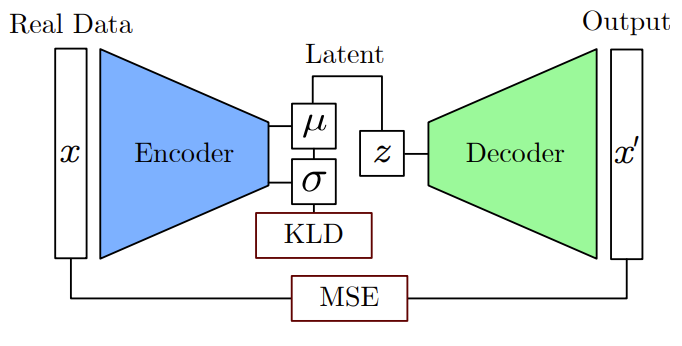 Real Data
Output
Latent
μ
x
Encoder
z
Decoder
x′
σ
KLD
MSE